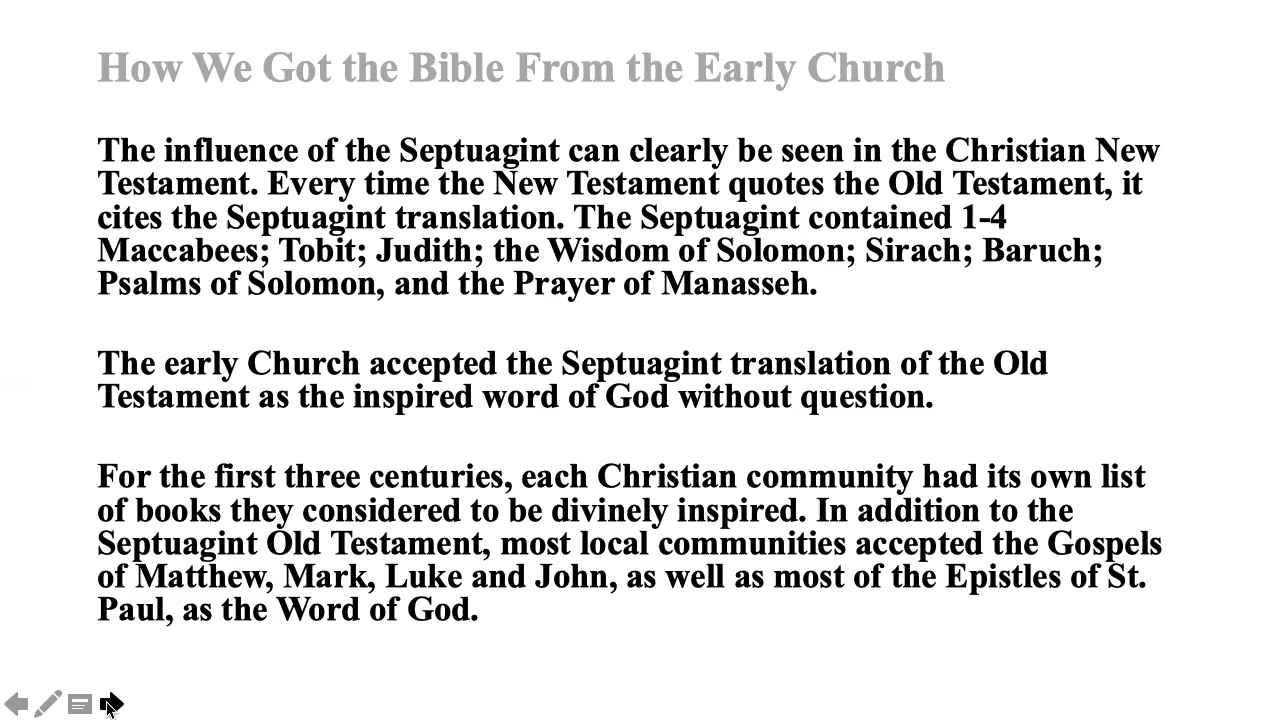 How We Got the Bible From the Early Church
The influence of the Septuagint can clearly be seen in the Christian New
Testament. Every time the New Testament quotes the Old Testament, it
cites the Septuagint translation. The Septuagint contained 1-4
Maccabees; Tobit; Judith; the Wisdom of Solomon; Sirach; Baruch;
Psalms of Solomon, and the Prayer of Manasseh.
The early Church accepted the Septuagint translation of the Old
Testament as the inspired word of God without question.
For the first three centuries, each Christian community had its own list
of books they considered to be divinely inspired. In addition to the
Septuagint Old Testament, most local communities accepted the Gospels
of Matthew, Mark, Luke and John, as well as most of the Epistles of St.
Paul, as the Word of God.